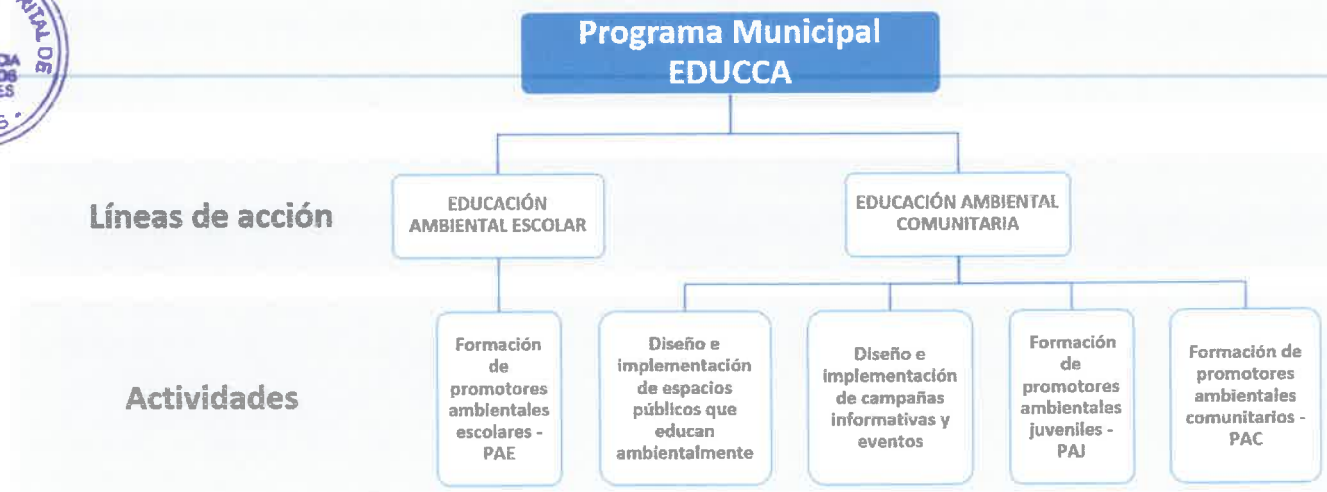 RITAL DE
Programa Municipal
EDUCCA
Líneas de acción
EDUCACIÓN
AMBIENTAL ESCOLAR
EDUCACIÓN AMBIENTAL
COMUNITARIA
Actividades
Formación
de
promotores
ambientales
escolares -
PAE
Diseño e
implementación
de espacios
públicos que
educan
ambientalmente
Diseño e
implementación
de campañas
informativas y
eventos
Formación
de
promotores
ambientales
juveniles -
PAJ
Formación de
promotores
ambientales
comunitarios -
PAC